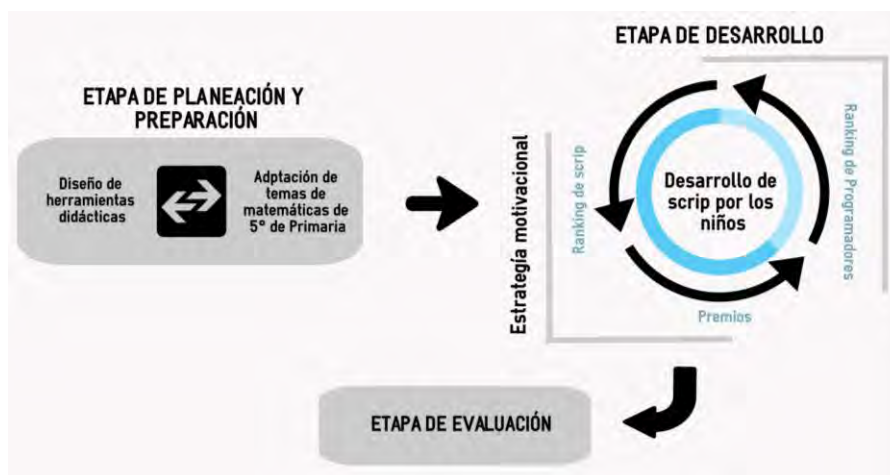 ETAPA DE PLANEACIÓN Y
PREPARACIÓN
Diseño de
herramientas
didácticas
Adptación de
temas de
matemáticas de
5° de Primaria
ETAPA DE DESARROLLO
Estrategía motivacional
Ranking de scrip
Desarrollo de
scrip por los
niños
Ranking de Programadores
Premios
ETAPA DE EVALUACIÓN